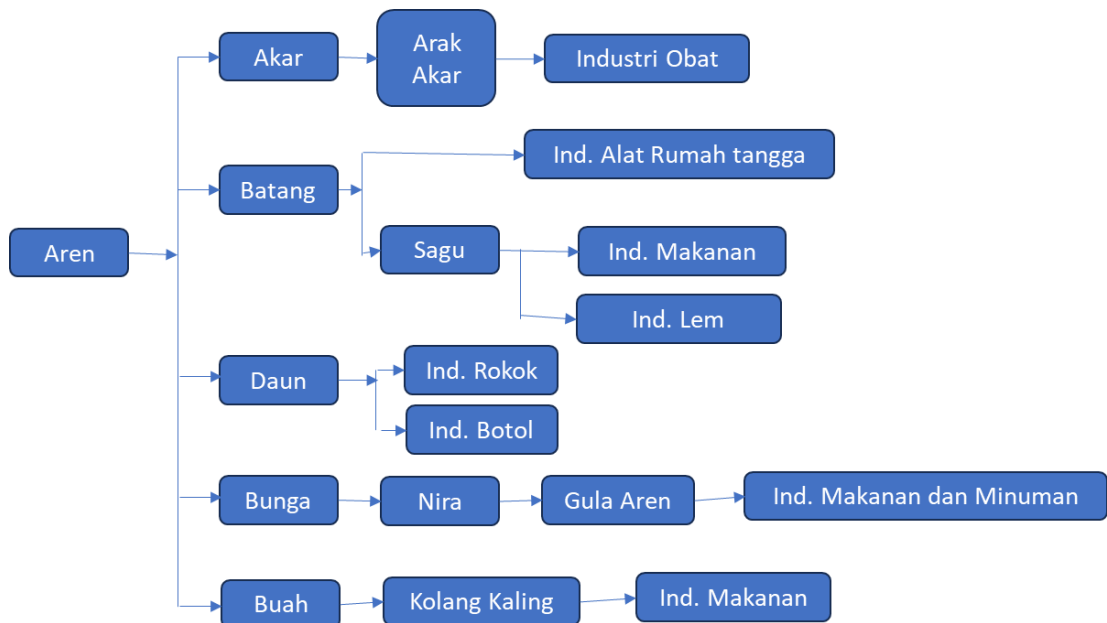 Akar
Arak
Akar
Industri Obat
Ind. Alat Rumah tangga
Batang
Aren
Sagu
Ind. Makanan
Ind. Lem
Daun
Ind. Rokok
Ind. Botol
Bunga
Nira
Gula Aren
Ind. Makanan dan Minuman
Buah
Kolang Kaling
Ind. Makanan